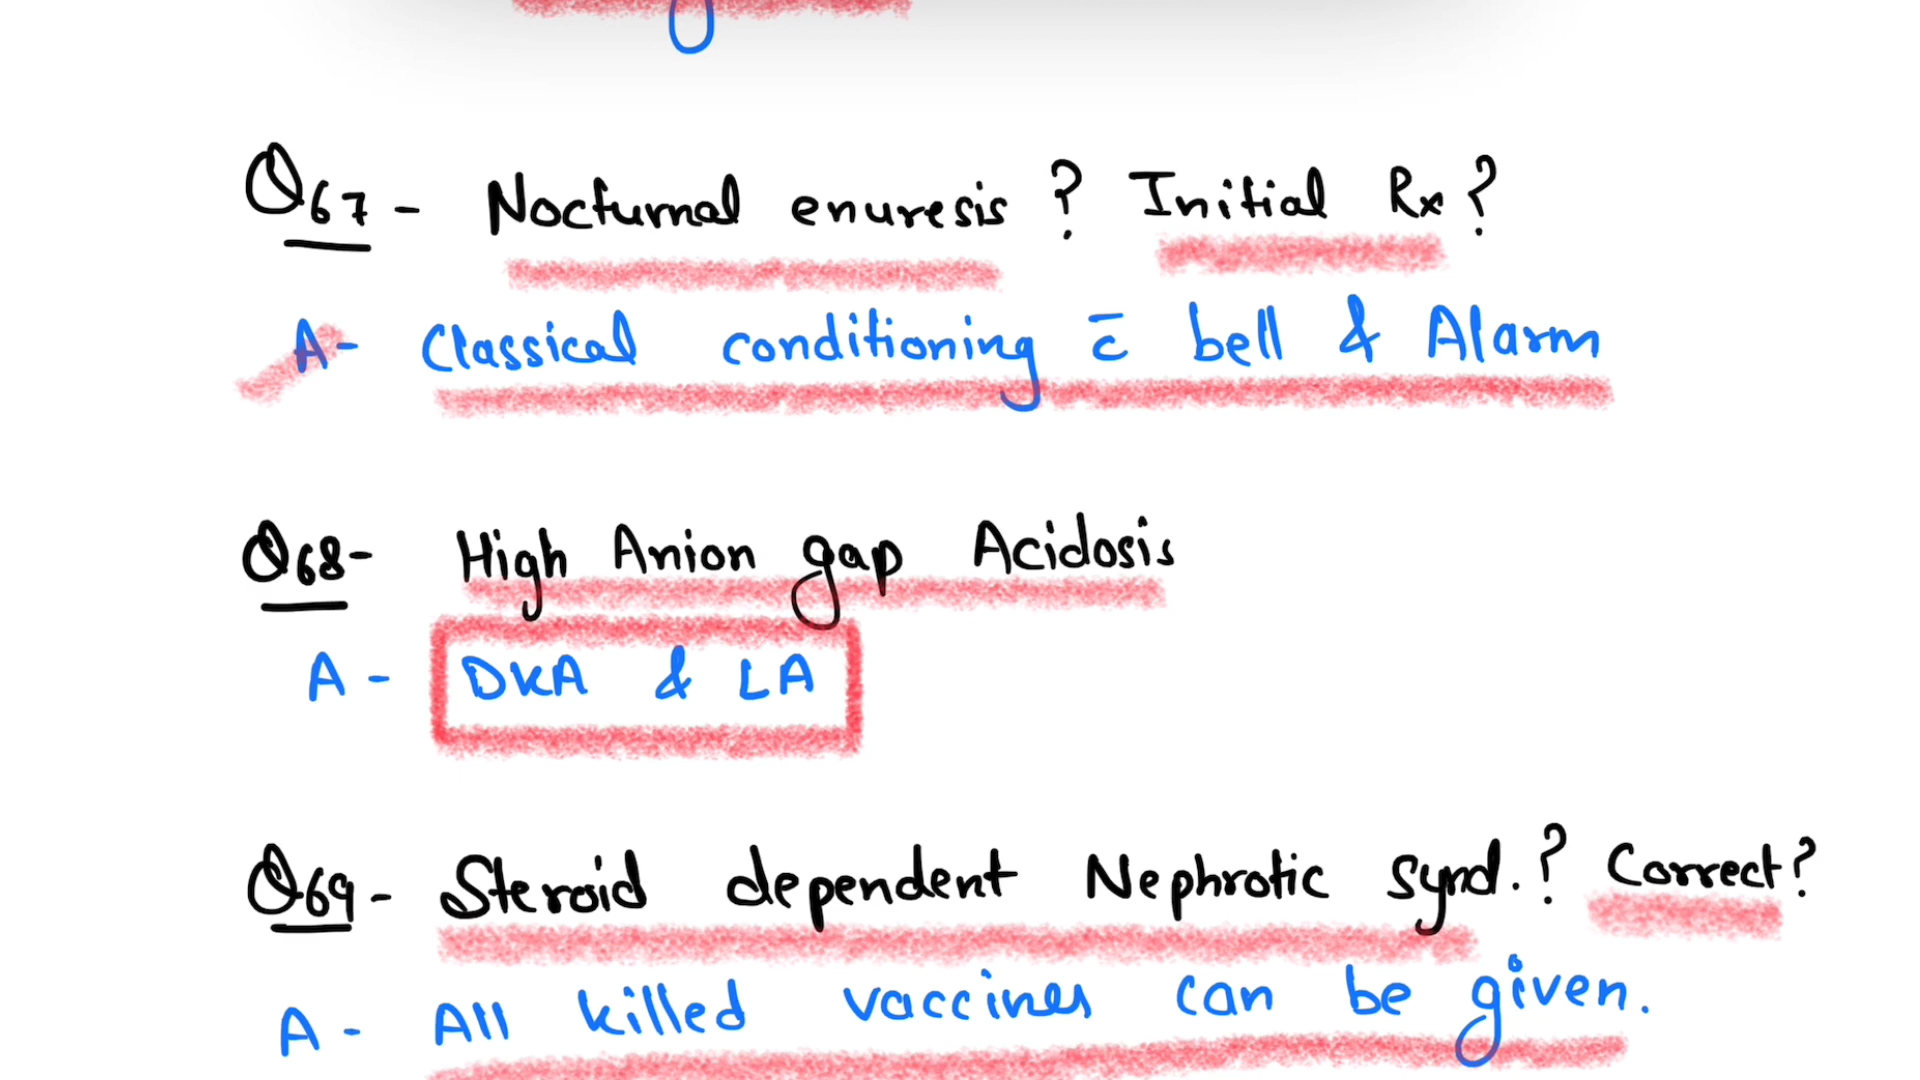 Q67- Nocturnal enuresis ? Initial Rx ?
A- Classical conditioning c̄ bell & Alarm
Q68- High Anion gap Acidosis
A- DKA & LA
Q69- Steroid dependent Nephrotic Synd. ? Correct ?
A- All killed vaccines can be given.